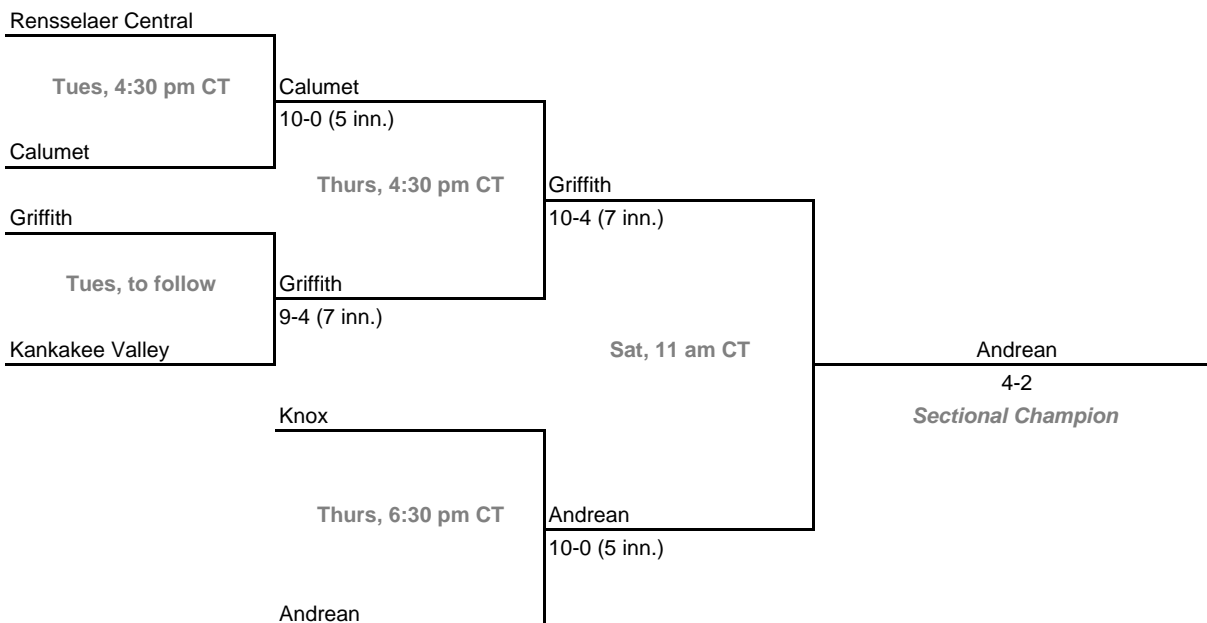 Rensselaer Central
Tues, 4:30 pm CT
Calumet
10-0 (5 inn.)
Calumet
Thurs, 4:30 pm CT
Griffith
10-4 (7 inn.)
Griffith
Tues, to follow
Griffith
9-4 (7 inn.)
Kankakee Valley
Sat, 11 am CT
Andrean
4-2
Sectional Champion
Knox
Thurs, 6:30 pm CT
Andrean
10-0 (5 inn.)
Andrean